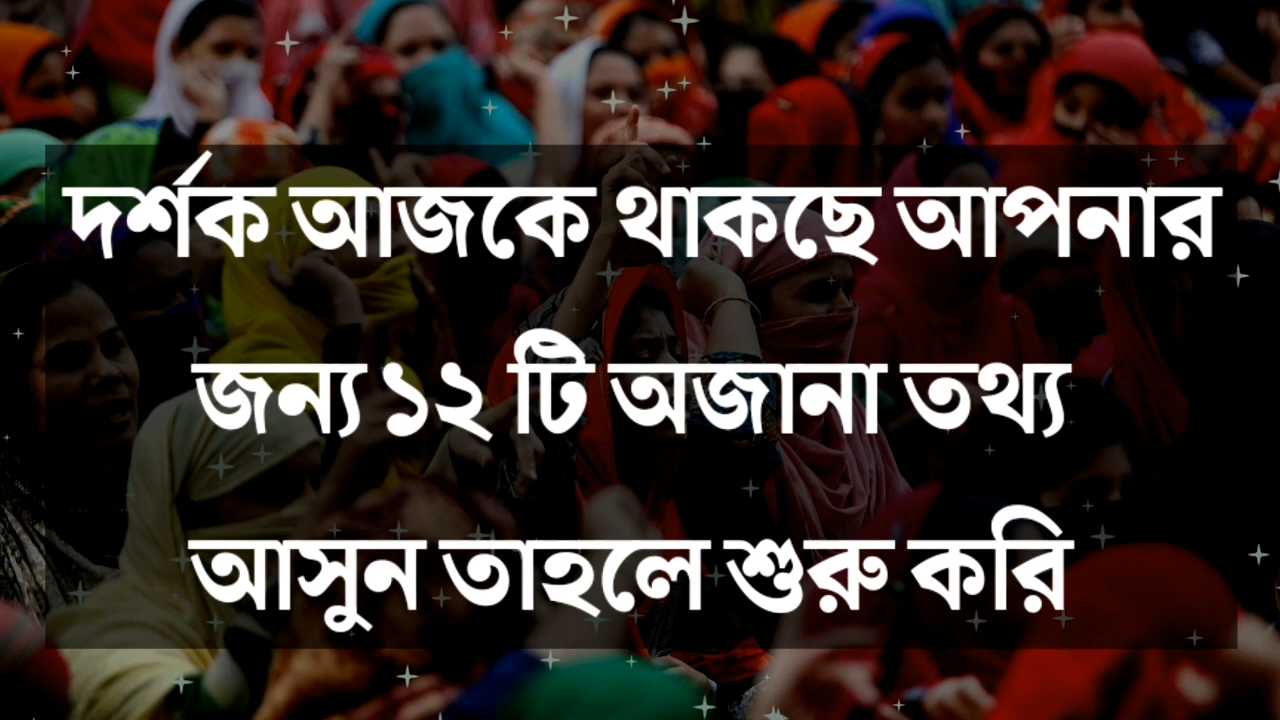 দর্শক আজকে থাকছে আপনার
জন্য ১২ টি অজানা তথ্য
আসুন তাহলে শুরু করি